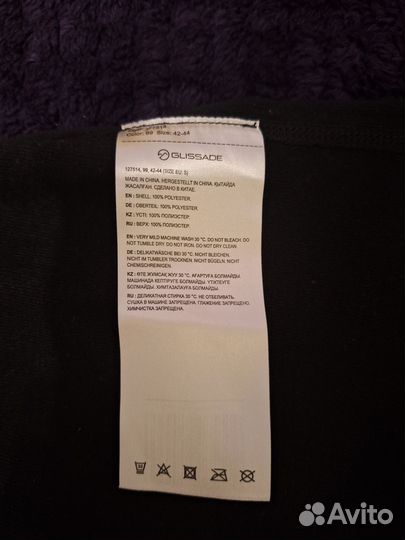 Color: 99 Size: 42-44
GLISSADE
127514, 99, 42-44 (SIZE EU: S)
MADE IN CHINA. HERGESTELLT IN CHINA. ҚЫТАЙДА
ЖАСАЛҒАН. СДЕЛАНО В КИТАЕ.
EN : SHELL: 100% POLYESTER.
DE : OBERTEIL: 100% POLYESTER.
KZ : ҮСТІ: 100% ПОЛИЭСТЕР.
RU : ВЕРХ: 100% ПОЛИЭСТЕР.
EN : VERY MILD MACHINE WASH 30 °C. DO NOT BLEACH. DO
NOT TUMBLE DRY. DO NOT IRON. DO NOT DRY CLEAN.
DE : DELIKATWÄSCHE BEI 30 °C. NICHT BLEICHEN.
NICHT IM TUMBLER TROCKNEN. NICHT BÜGELN. NICHT
CHEMISCHREINIGEN.
KZ : ӨТЕ ЖҰМСАҚ ЖУУ 30 °C. АҒАРТУҒА БОЛМАЙДЫ.
МАШИНАДА КЕПТІРУГЕ БОЛМАЙДЫ. ҮТІКТЕУГЕ
БОЛМАЙДЫ. ХИМТАЗАЛАУҒА БОЛМАЙДЫ.
RU : ДЕЛИКАТНАЯ СТИРКА 30 °C. НЕ ОТБЕЛИВАТЬ.
СУШКА В МАШИНЕ ЗАПРЕЩЕНА. ГЛАЖЕНИЕ ЗАПРЕЩЕНО.
ХИМЧИСТКА ЗАПРЕЩЕНА.
Avito